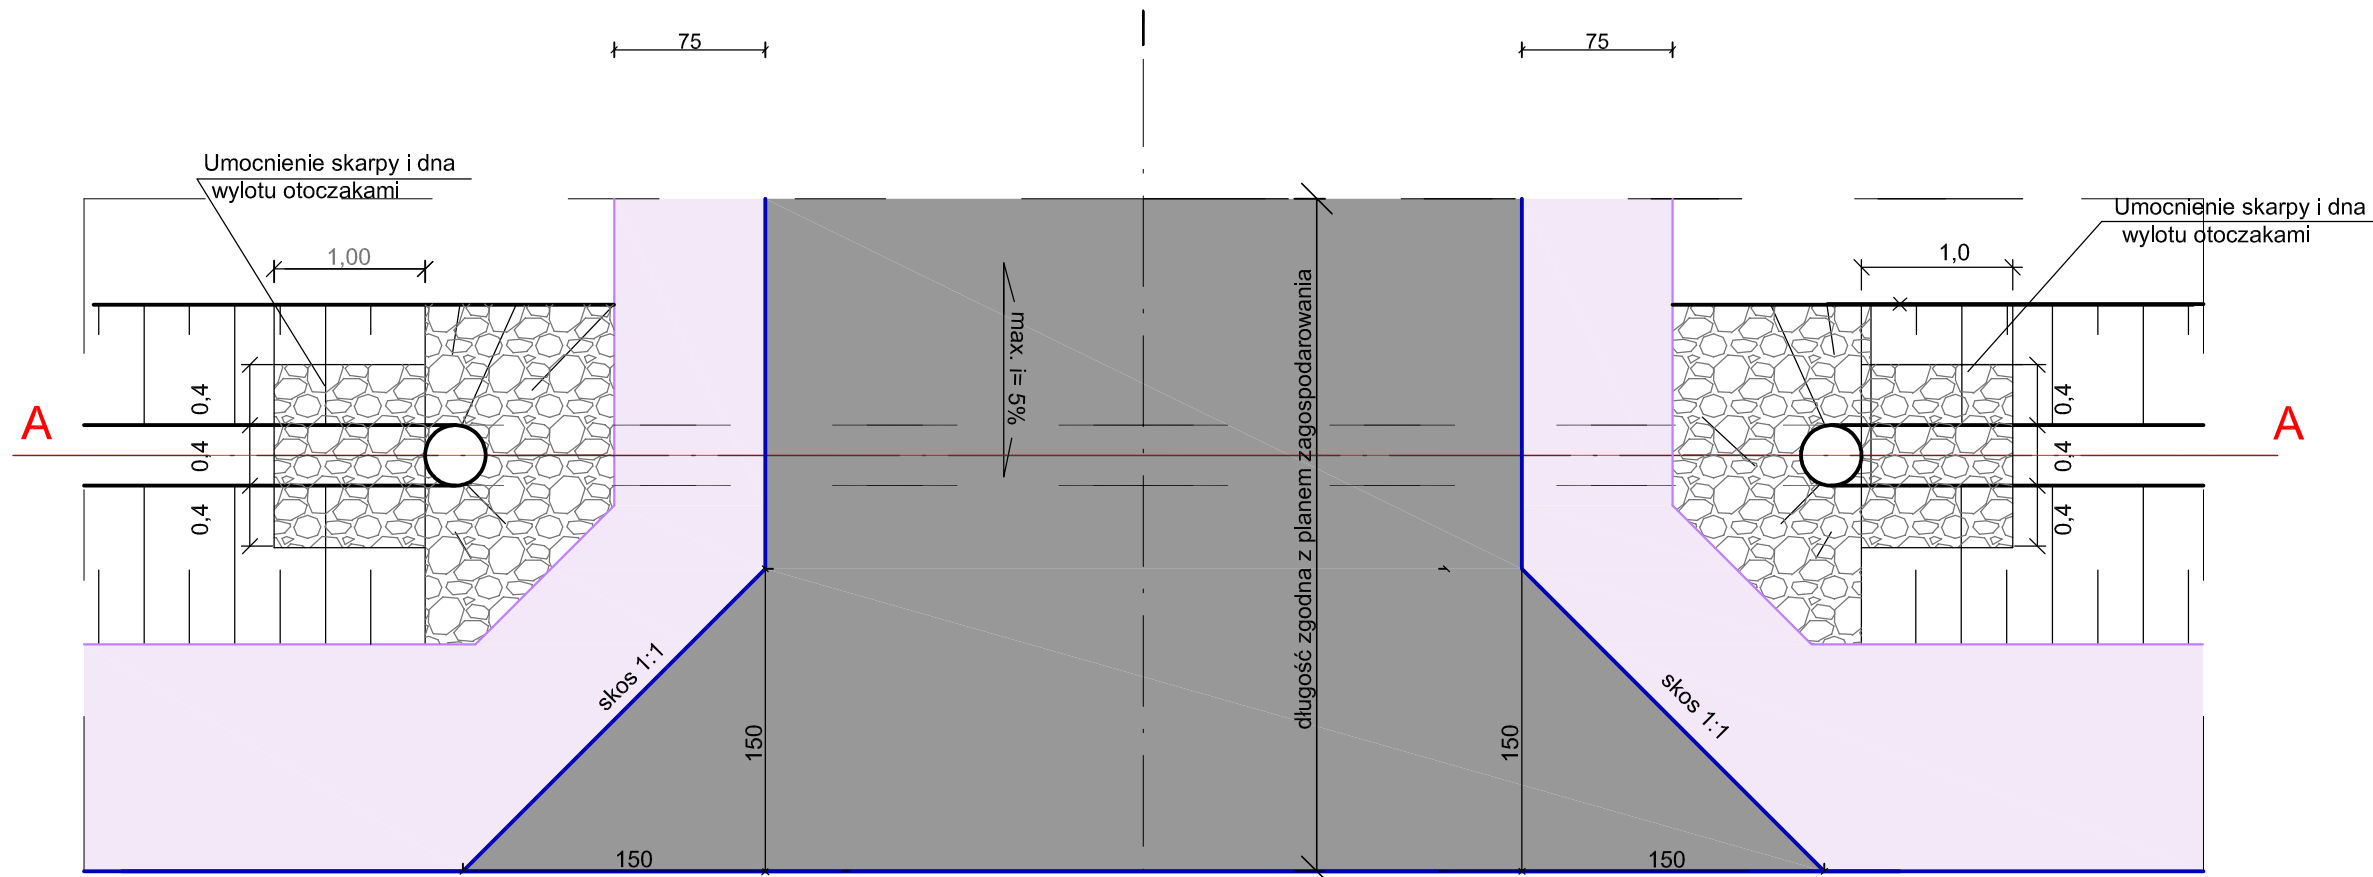 75
75
Umocnienie skarpy i dna
wylotu otoczakami
Umocnienie skarpy i dna
wylotu otoczakami
1,00
1,0
max. i= 5%
długość zgodna z planem zagospodarowania
0,4
0,4
0,4
0,4
0,4
0,4
A
A
skos 1:1
skos 1:1
150
150
150
150